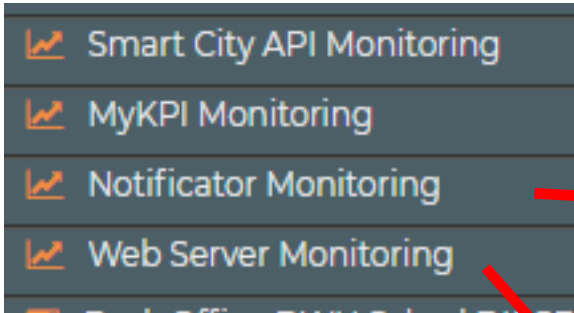 Smart City API Monitoring
MyKPI Monitoring
Notificator Monitoring
Web Server Monitoring